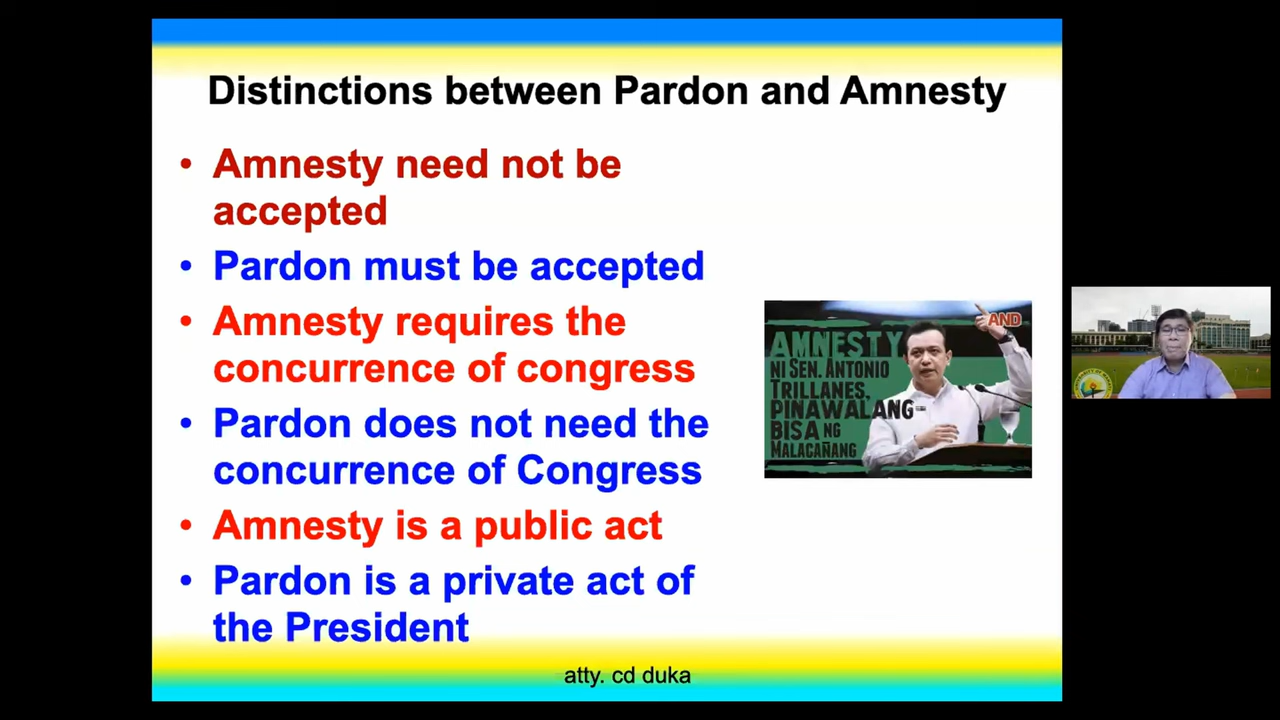 Distinctions between Pardon and Amnesty
• Amnesty need not be
accepted
• Pardon must be accepted
• Amnesty requires the
concurrence of congress
• Pardon does not need the
concurrence of Congress
• Amnesty is a public act
• Pardon is a private act of
the President
AND
AMNESTY
NI SEN. ANTONIO
TRILLANES,
PINAWALANG-
BISA NG
MALACAÑANG
atty. cd duka